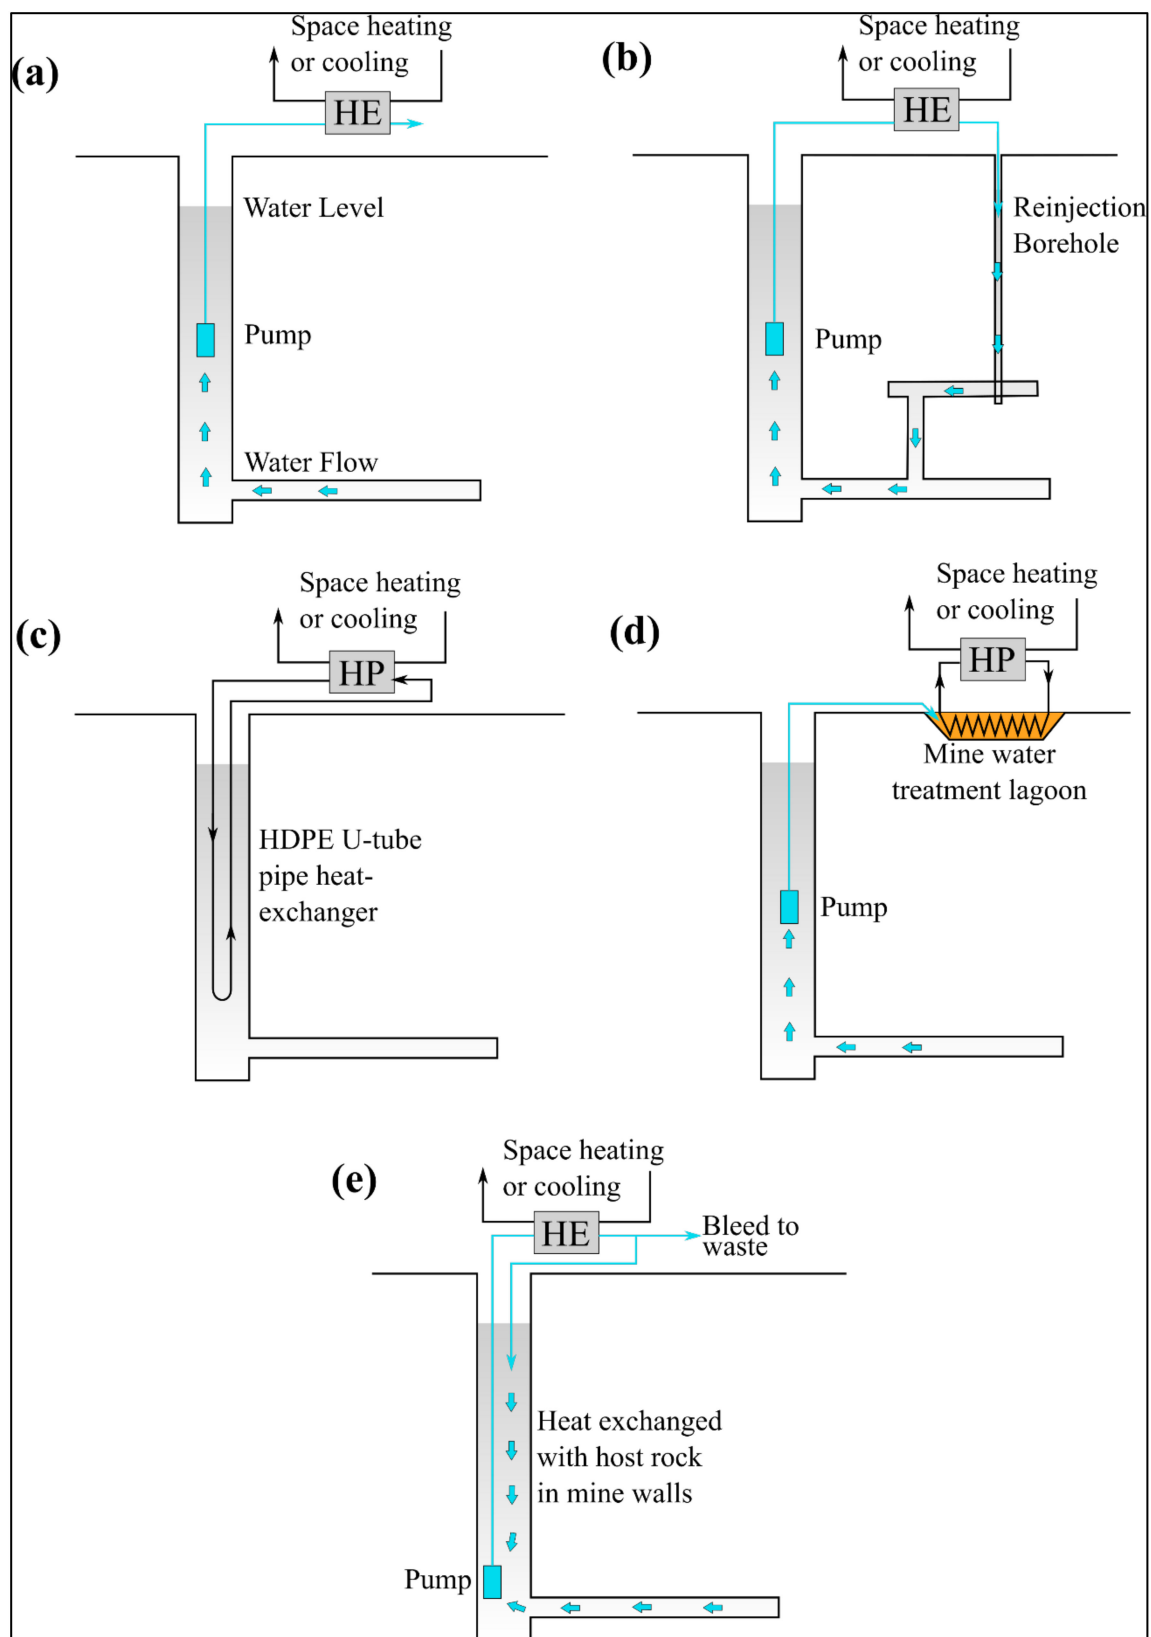 (a)
Space heating
or cooling
HE
Water Level
Pump
Water Flow
(b)
Space heating
or cooling
HE
Reinjection
Borehole
Pump
(c)
Space heating
or cooling
HP
HDPE U-tube
pipe heat-
exchanger
(d)
Space heating
or cooling
HP
Mine water
treatment lagoon
Pump
(e)
Space heating
or cooling
HE
Bleed to
waste
Heat exchanged
with host rock
in mine walls
Pump